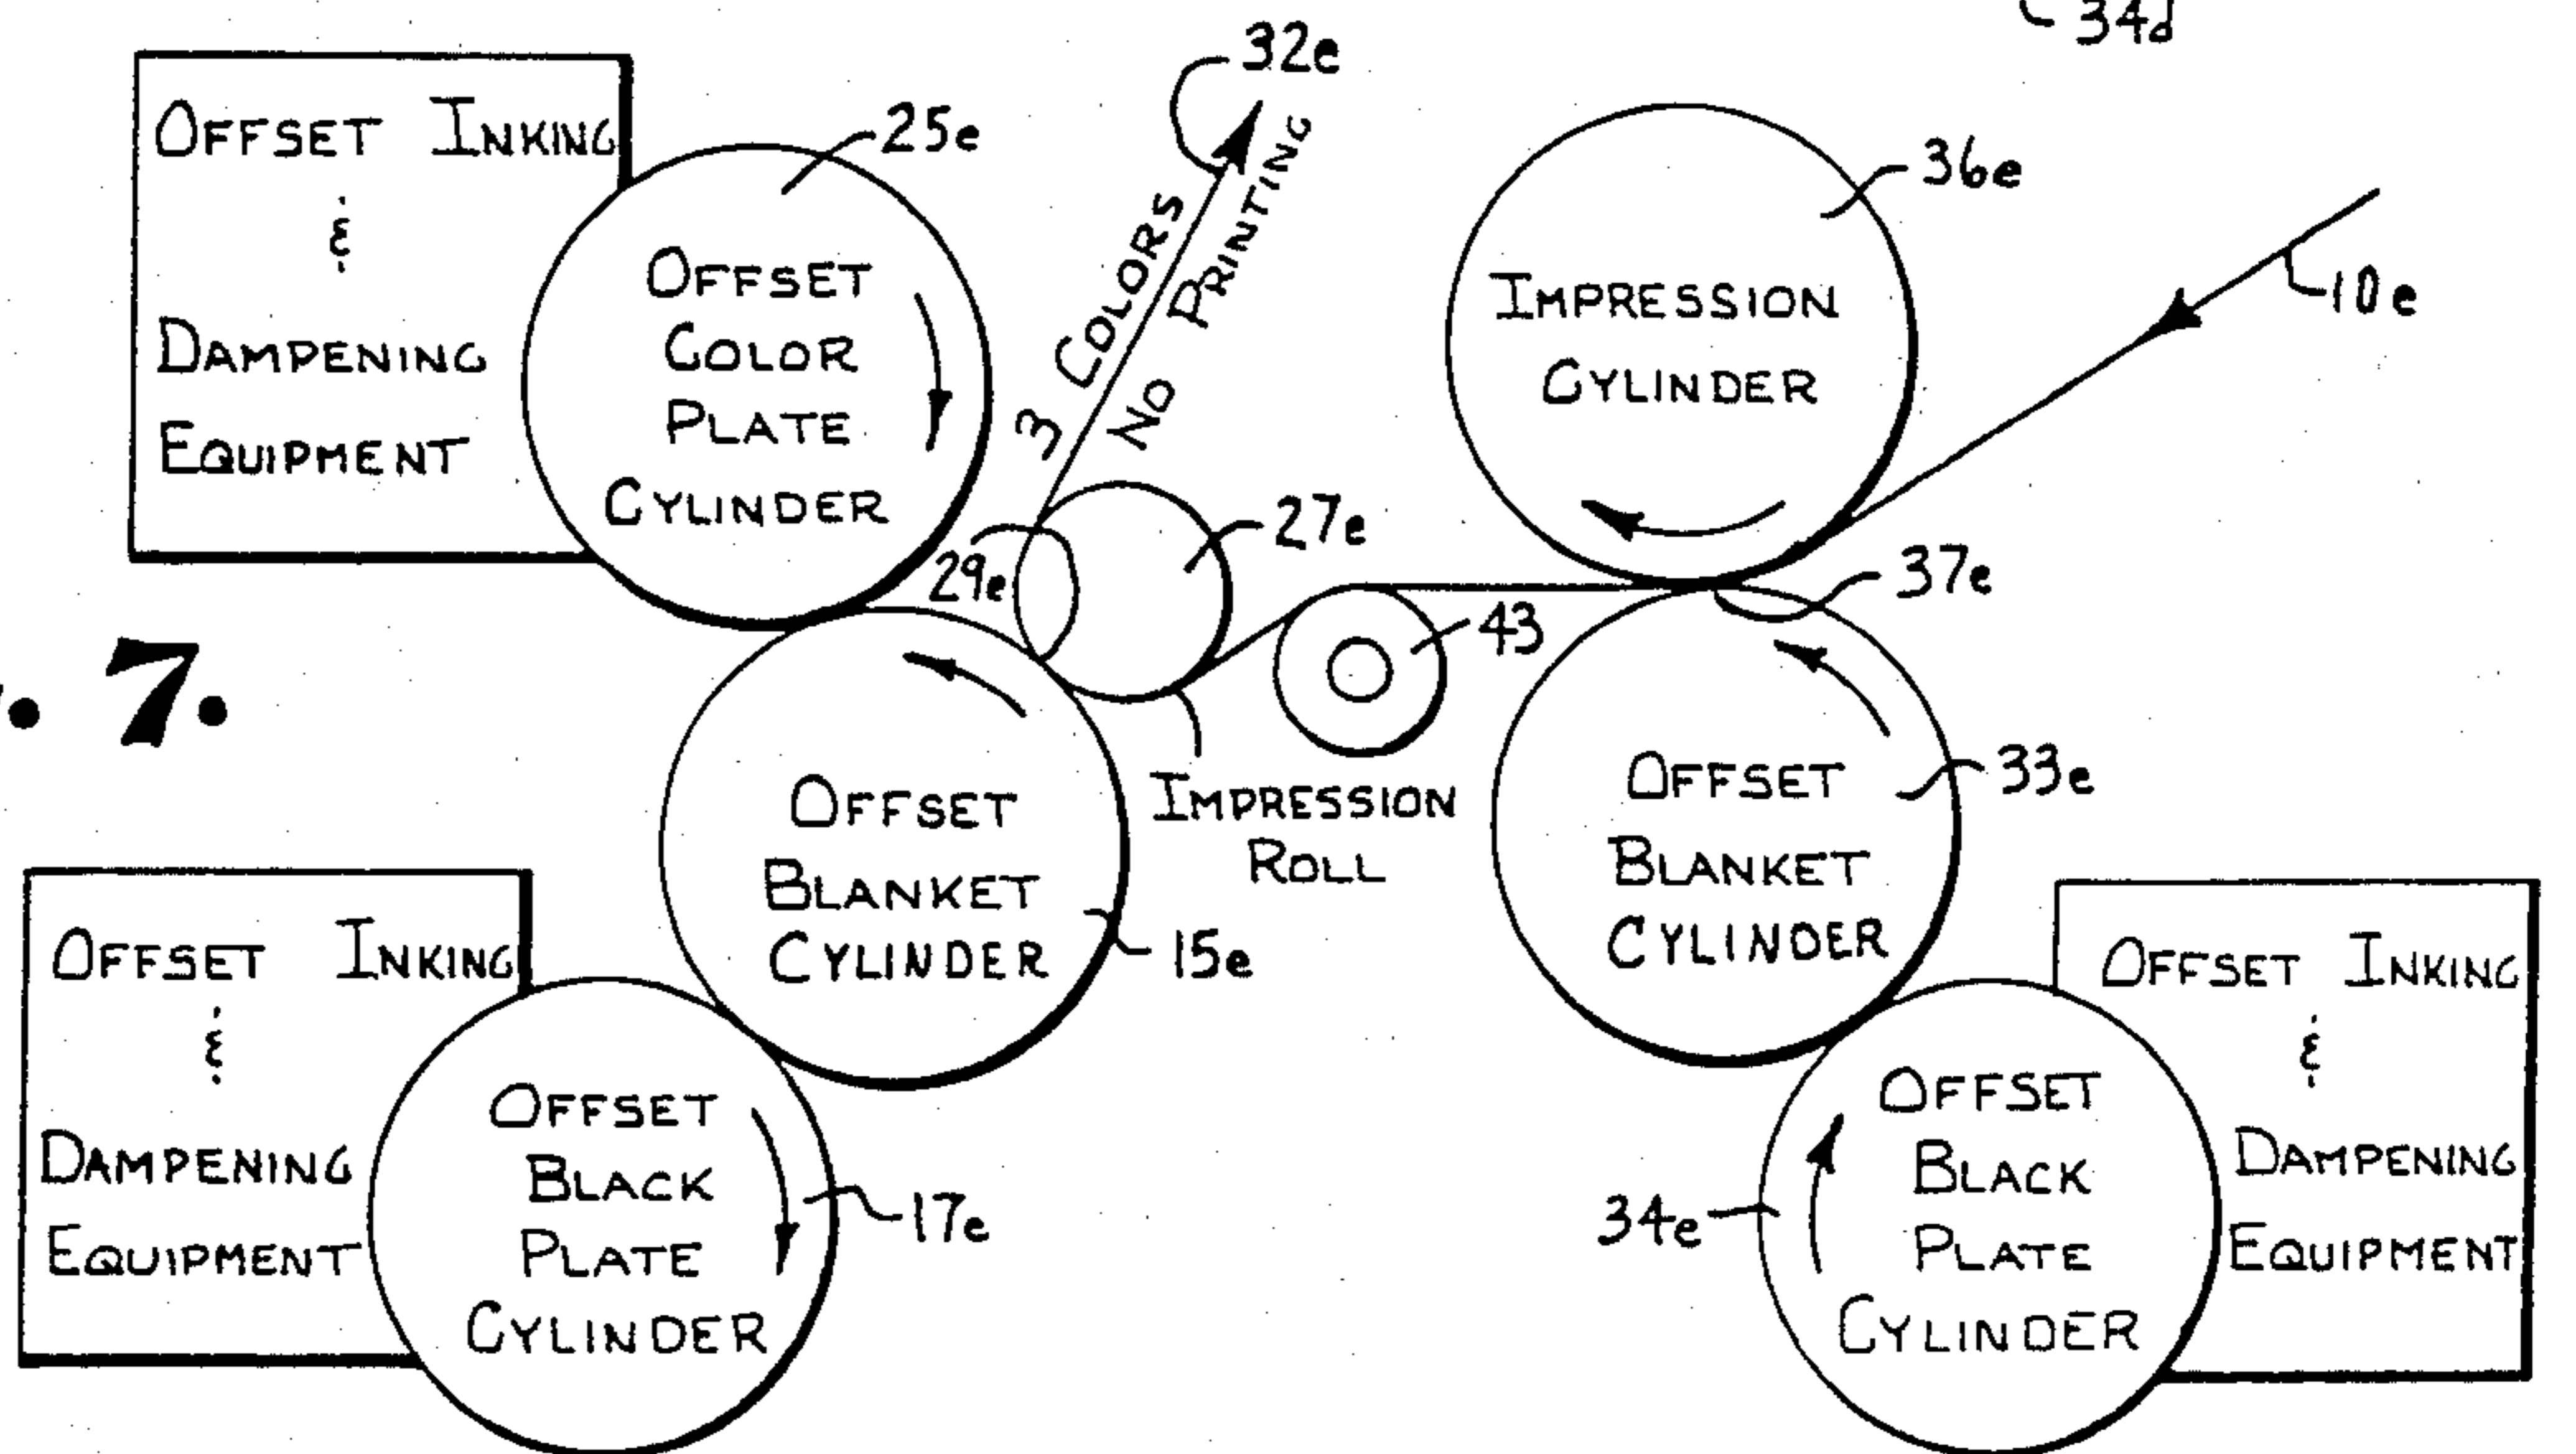 34d
32e
OFFSET INKING
&
DAMPENING
EQUIPMENT
25e
OFFSET
COLOR
PLATE
CYLINDER
3 COLORS
NO PRINTING
36e
IMPRESSION
CYLINDER
10e
29e
27e
37e
43
. 7.
IMPRESSION
ROLL
OFFSET
BLANKET
CYLINDER
15e
OFFSET
BLANKET
CYLINDER
33e
OFFSET INKING
&
DAMPENING
EQUIPMENT
OFFSET
BLACK
PLATE
CYLINDER
17e
34e
OFFSET
BLACK
PLATE
CYLINDER
OFFSET INKING
&
DAMPENING
EQUIPMENT